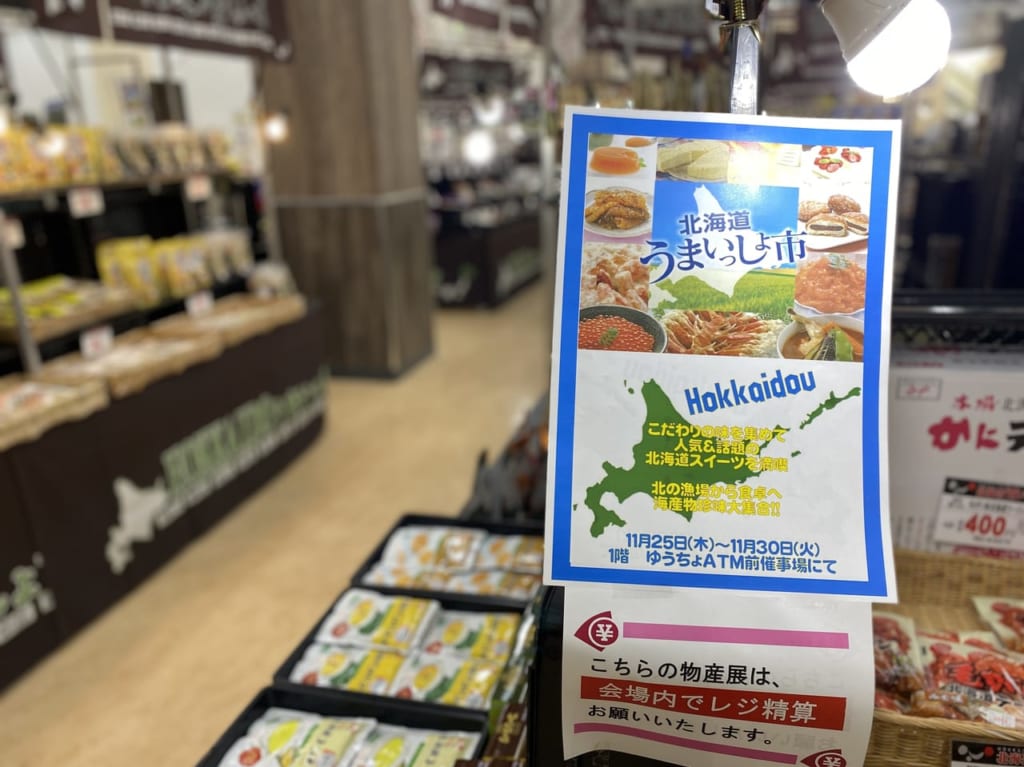 北海道
うまいっしょ市
Hokkaidou
こだわりの味を集めて
人気&話題の
北海道スイーツを満喫
北の漁場から食卓へ
海産物珍味大集合!!
11月25日(木)～11月30日(火)
1階 ゆうちょATM前催事場にて
¥
こちらの物産展は、
会場内でレジ精算
お願いいたします。
¥
本場
かに
400